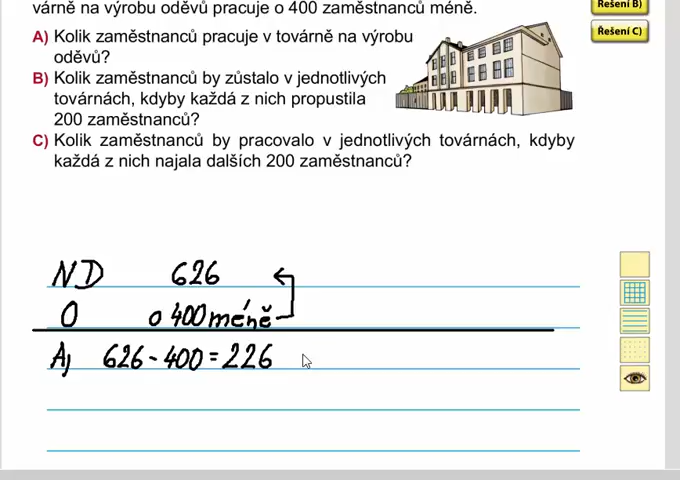 várně na výrobu oděvů pracuje o 400 zaměstnanců méně.
Řešení B)
A) Kolik zaměstnanců pracuje v továrně na výrobu
oděvů?
Řešení C)
B) Kolik zaměstnanců by zůstalo v jednotlivých
továrnách, kdyby každá z nich propustila
200 zaměstnanců?
C) Kolik zaměstnanců by pracovalo v jednotlivých továrnách, kdyby
každá z nich najala dalších 200 zaměstnanců?
ND 626
O o 400 méně
A) 626 - 400 = 226